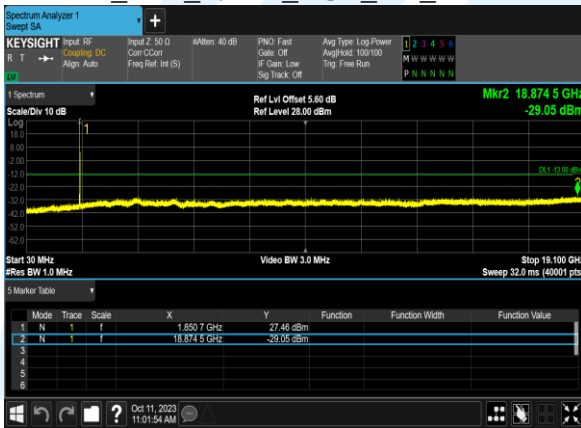 Spectrum Analyzer 1
Swept SA
KEYSIGHT Input: RF Input Z: 50 Ω #Atten: 40 dB PNO: Fast Avg Type: Log-Power 1 2 3 4 5 6
R T Coupling: DC Corr CCorr Gate: Off Avg|Hold: 100/100 M W W W W W
Align: Auto Freq Ref: Int (S) IF Gain: Low Trig: Free Run
LV Sig Track: Off P N N N N N
1 Spectrum Ref Lvl Offset 5.60 dB Mkr2 18.874 5 GHz
Scale/Div 10 dB Ref Level 28.00 dBm -29.05 dBm
Log
18.0
1
8.00
-2.00
-12.0 DL1 -13.00 dBm
-22.0
-32.0
-42.0
-52.0
-62.0
Start 30 MHz Video BW 3.0 MHz Stop 19.100 GHz
#Res BW 1.0 MHz Sweep 32.0 ms (40001 pts)
5 Marker Table
Mode Trace Scale X Y Function Function Width Function Value
1 N 1 f 1.850 7 GHz 27.46 dBm
2 N 1 f 18.874 5 GHz -29.05 dBm
3
4
5
6
? Oct 11, 2023
11:01:54 AM